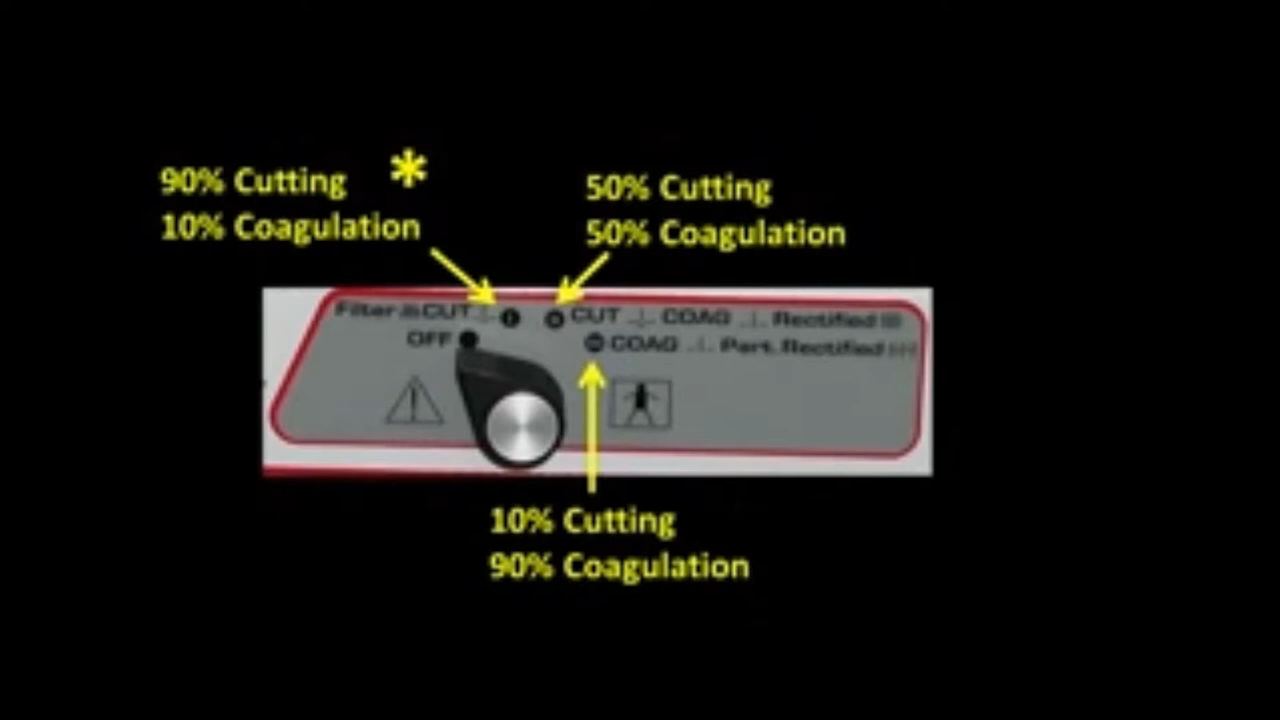 90% Cutting *
10% Coagulation
50% Cutting
50% Coagulation
Filter CUT
CUT COAG Rectified
OFF
COAG Part. Rectified
10% Cutting
90% Coagulation